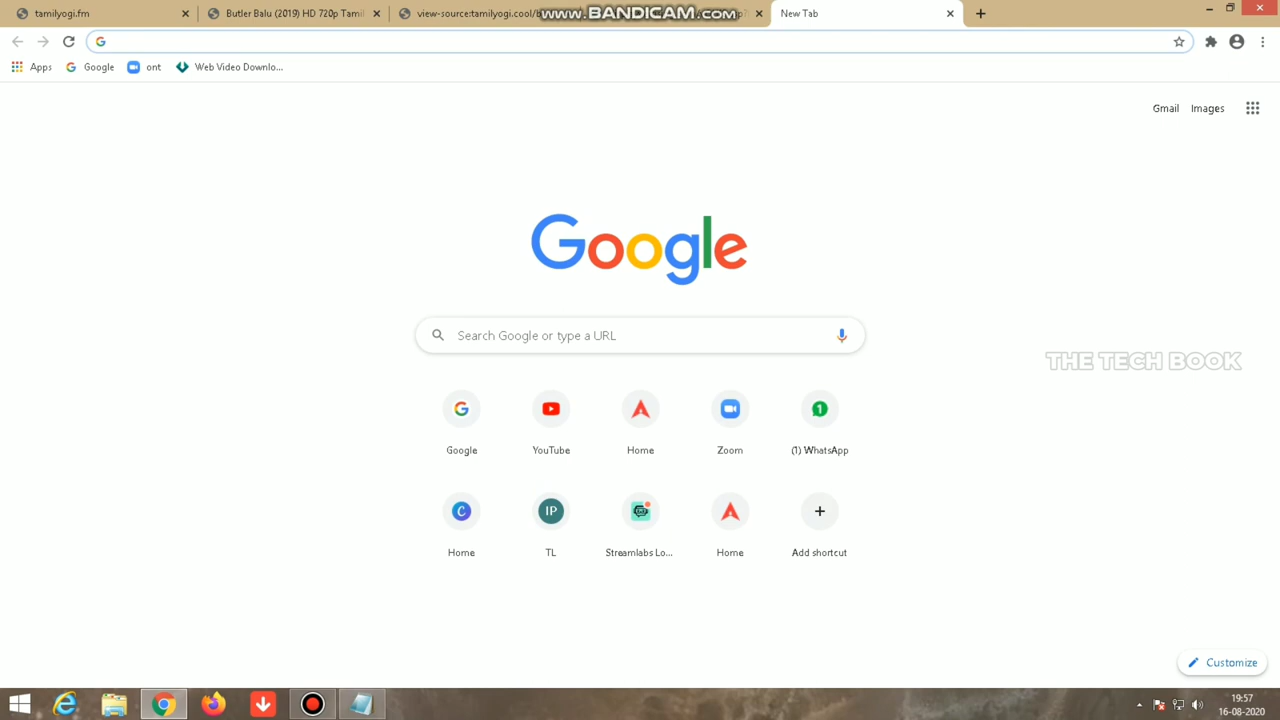 tamilyogi.fm
Butler Balu (2019) HD 720p Tamil
view-source:tamilyogi.cool/b
www.BANDICAM.com
New Tab
Apps
Google
ont
Web Video Downlo...
Gmail
Images
Google
Search Google or type a URL
THE TECH BOOK
Google
YouTube
Home
Zoom
1
(1) WhatsApp
C
IP
Home
TL
Streamlabs Lo...
Home
Add shortcut
Customize
19:57
16-08-2020